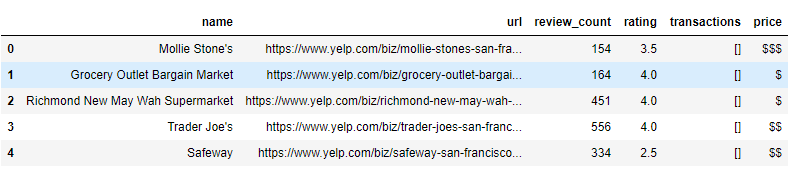 name url review_count rating transactions price
0 Mollie Stone's https://www.yelp.com/biz/mollie-stones-san-fra... 154 3.5 [] $$$
1 Grocery Outlet Bargain Market https://www.yelp.com/biz/grocery-outlet-bargai... 164 4.0 [] $
2 Richmond New May Wah Supermarket https://www.yelp.com/biz/richmond-new-may-wah-... 451 4.0 [] $
3 Trader Joe's https://www.yelp.com/biz/trader-joes-san-franc... 556 4.0 [] $$
4 Safeway https://www.yelp.com/biz/safeway-san-francisco... 334 2.5 [] $$